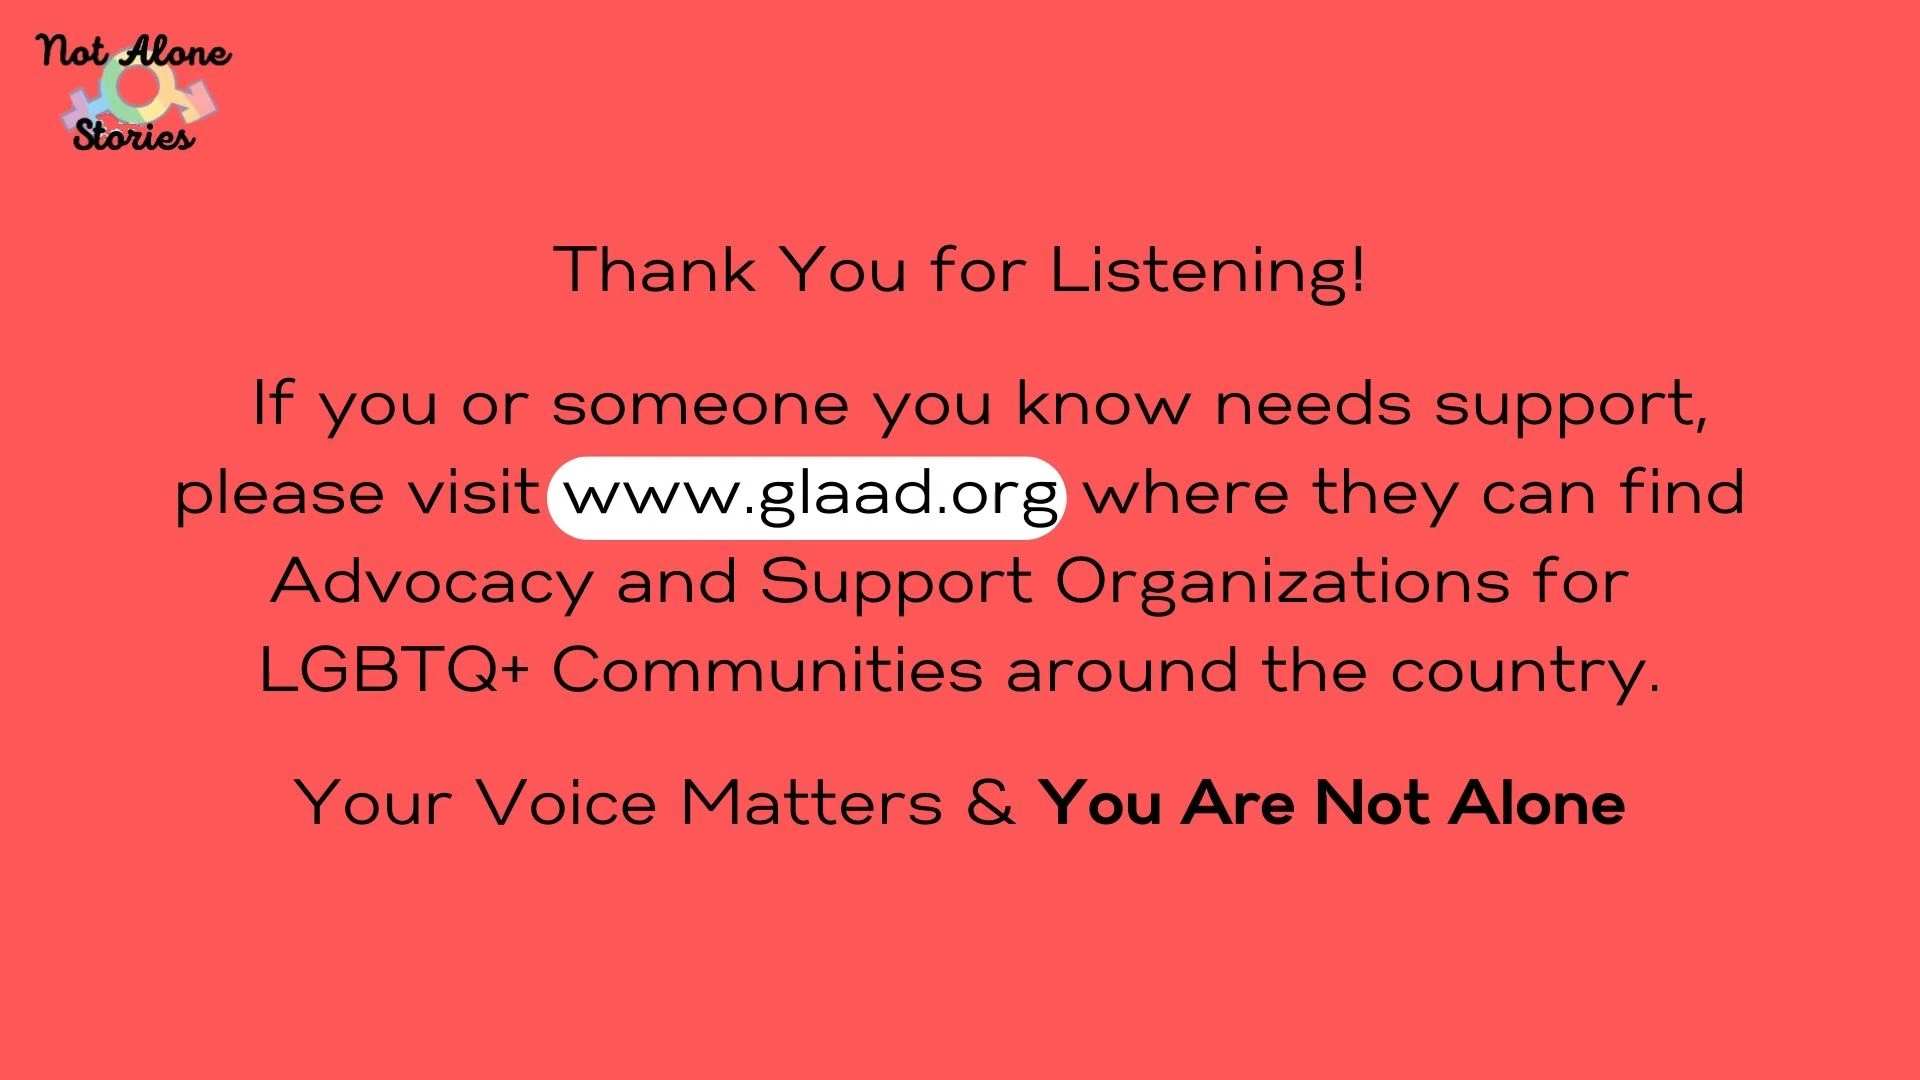 Not Alone
Stories
Thank You for Listening!
If you or someone you know needs support,
please visit www.glaad.org where they can find
Advocacy and Support Organizations for
LGBTQ+ Communities around the country.
Your Voice Matters & You Are Not Alone